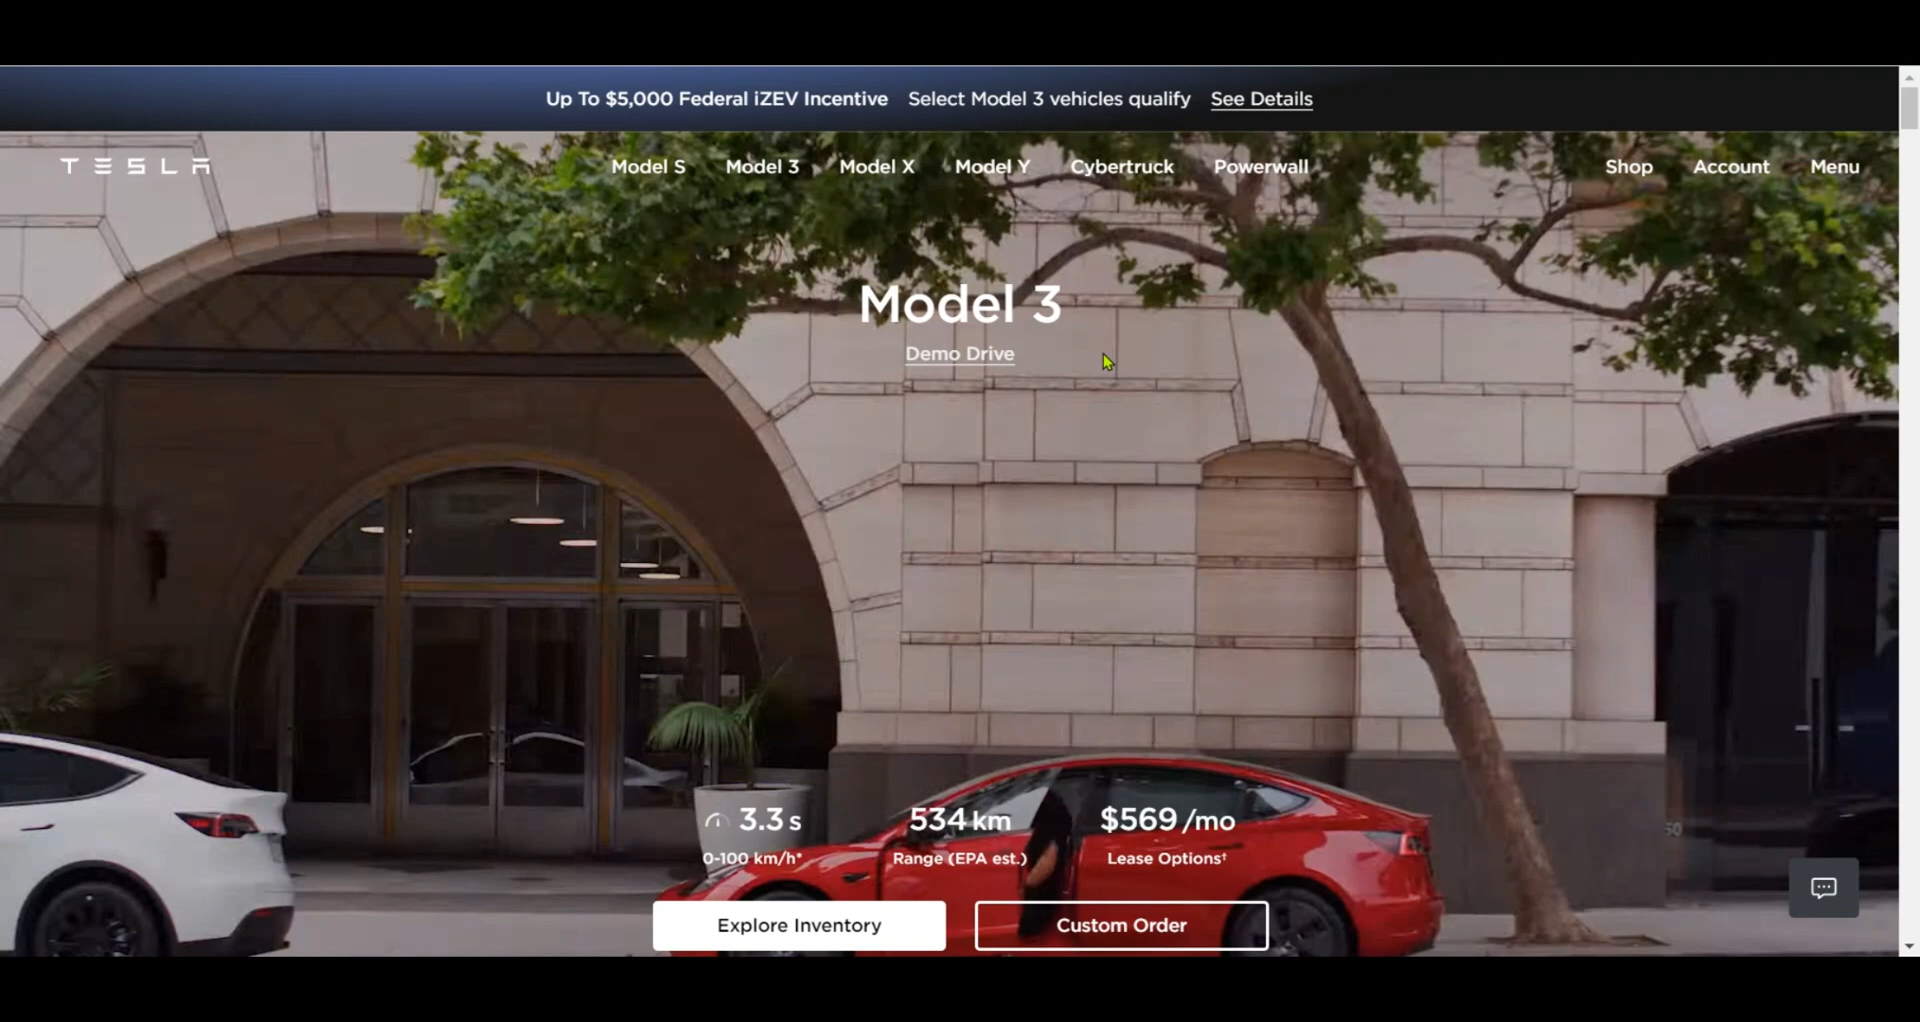 Up To $5,000 Federal iZEV Incentive Select Model 3 vehicles qualify See Details
TESLA Model S Model 3 Model X Model Y Cybertruck Powerwall Shop Account Menu
Model 3
Demo Drive
3.3 s 534 km $569 /mo
0-100 km/h* Range (EPA est.) Lease Options†
50
Explore Inventory Custom Order